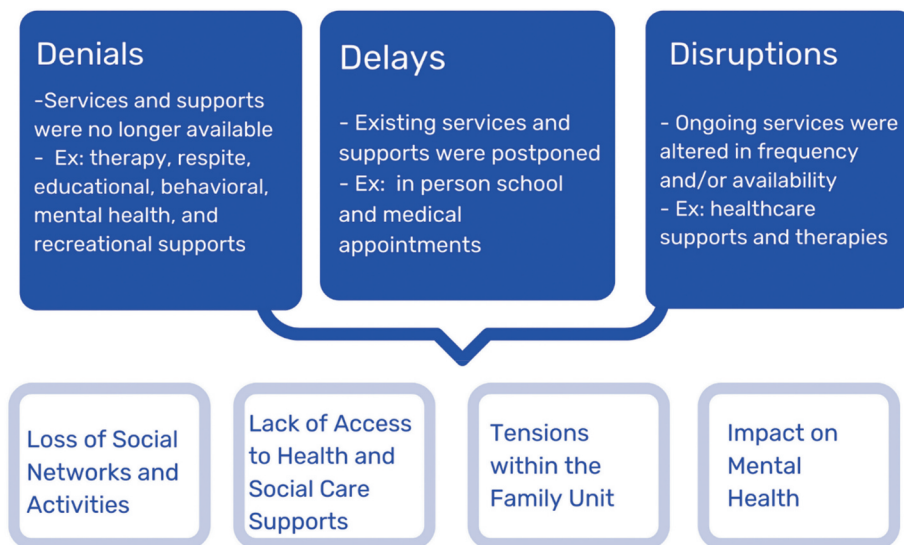 Denials
-Services and supports
were no longer available
- Ex: therapy, respite,
educational, behavioral,
mental health, and
recreational supports
Delays
- Existing services and
supports were postponed
- Ex: in person school
and medical
appointments
Disruptions
- Ongoing services were
altered in frequency
and/or availability
- Ex: healthcare
supports and therapies
Loss of Social
Networks and
Activities
Lack of Access
to Health and
Social Care
Supports
Tensions
within the
Family Unit
Impact on
Mental
Health